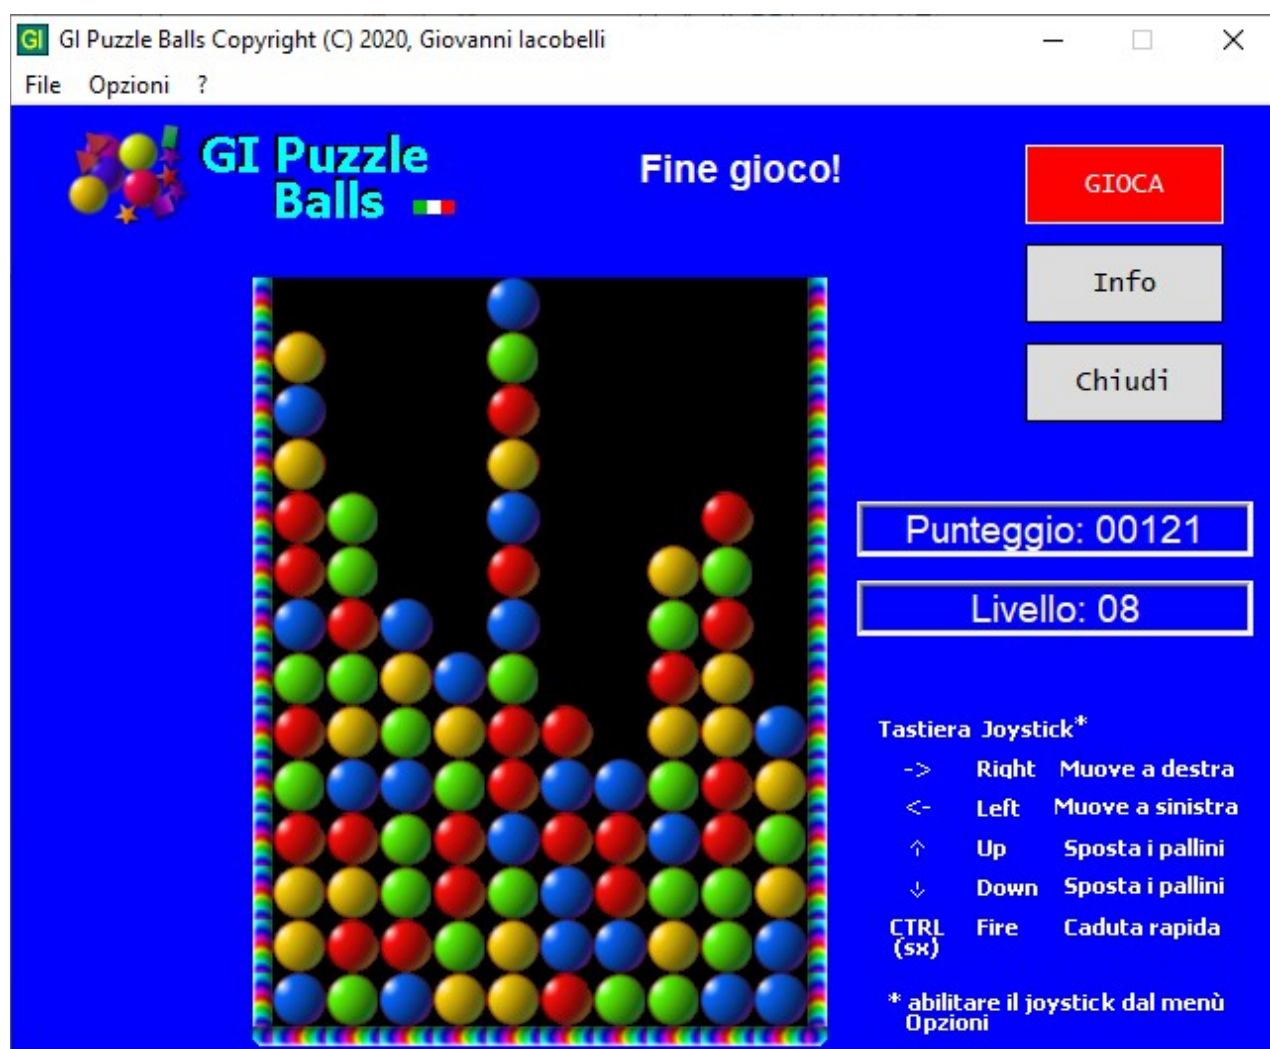 GI GI Puzzle Balls Copyright (C) 2020, Giovanni Iacobelli
File Opzioni ?
GI Puzzle
Balls
Fine gioco!
GIOCA
Info
Chiudi
Punteggio: 00121
Livello: 08
Tastiera Joystick*
-> Right Muove a destra
<- Left Muove a sinistra
↑ Up Sposta i pallini
↓ Down Sposta i pallini
CTRL Fire Caduta rapida
(sx)
* abilitare il joystick dal menù
Opzioni